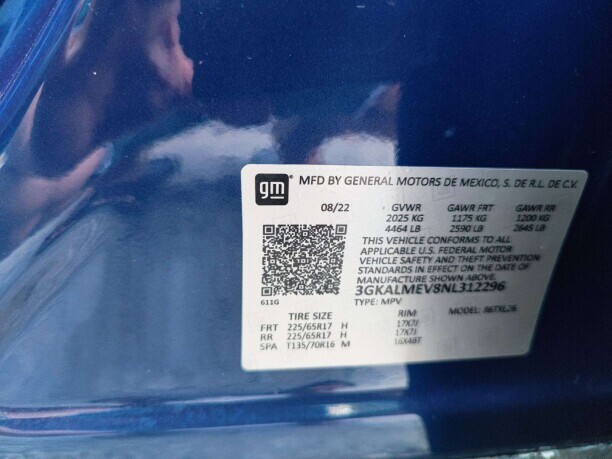 gm MFD BY GENERAL MOTORS DE MEXICO, S. DE R.L. DE C.V.
08/22 GVWR GAWR FRT GAWR RR
2025 KG 1175 KG 1200 KG
4464 LB 2590 LB 2645 LB
THIS VEHICLE CONFORMS TO ALL
APPLICABLE U.S. FEDERAL MOTOR
VEHICLE SAFETY AND THEFT PREVENTION
STANDARDS IN EFFECT ON THE DATE OF
MANUFACTURE SHOWN ABOVE.
3GKALMEV8NL312296
611G TYPE: MPV
TIRE SIZE RIM: MODEL: 86TXL26
FRT 225/65R17 H 17X7J
RR 225/65R17 H 17X7J
SPA T135/70R16 M 16X4BT